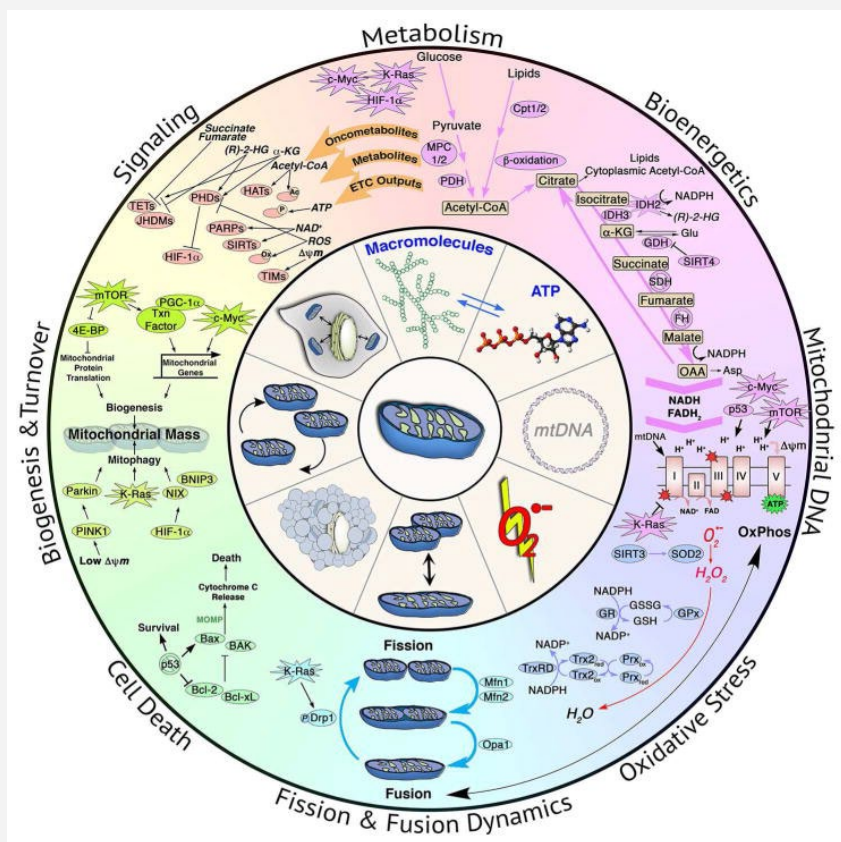 Metabolism
Bioenergetics
Mitochodnrial DNA
Oxidative Stress
Fission & Fusion Dynamics
Cell Death
Biogenesis & Turnover
Signaling
Glucose
Lipids
c-Myc
K-Ras
HIF-1α
Cpt1/2
Pyruvate
MPC
1/2
β-oxidation
PDH
Acetyl-CoA
Citrate
Lipids
Cytoplasmic Acetyl-CoA
Isocitrate
IDH2
NADPH
IDH3
(R)-2-HG
α-KG
Glu
GDH
SIRT4
Succinate
SDH
Fumarate
FH
Malate
NADPH
OAA
Asp
NADH
FADH2
c-Myc
p53
mTOR
mtDNA
H+
H+
H+
H+
H+
H+
Δψm
I
II
III
IV
V
NAD+
FAD
ATP
K-Ras
OxPhos
O2•-
SIRT3
SOD2
H2O2
NADPH
GR
GSSG
GSH
GPx
NADP+
NADP+
TrxRD
Trx2red
Prxox
Trx2ox
Prxred
NADPH
H2O
Oncometabolites
Metabolites
ETC Outputs
Succinate
Fumarate
(R)-2-HG
α-KG
Acetyl-CoA
TETs
JHDMs
PHDs
HATs
Ac
P
ATP
PARPs
NAD+
SIRTs
ROS
Ox
Δψm
HIF-1α
TIMs
mTOR
PGC-1α
Txn
Factor
c-Myc
4E-BP
Mitochondrial
Protein
Translation
Mitochondrial
Genes
Biogenesis
Mitochondrial Mass
Mitophagy
Parkin
K-Ras
NIX
BNIP3
PINK1
HIF-1α
Low Δψm
Death
Cytochrome C
Release
MOMP
Survival
Bax
BAK
p53
Bcl-2
Bcl-xL
Fission
K-Ras
Mfn1
Mfn2
P
Drp1
Opa1
Fusion
Macromolecules
ATP
mtDNA
O2•-